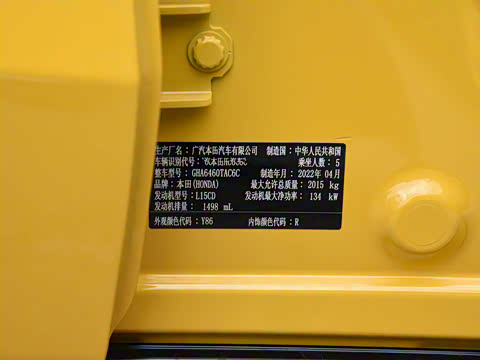 生产厂名：广汽本田汽车有限公司 制造国：中华人民共和国
车辆识别代号： 乘坐人数：5
整车型号：GHA6460TAC6C 制造年月：2022年04月
品牌：本田(HONDA) 最大允许总质量：2015 kg
发动机型号：L15CD 发动机最大净功率：134 kW
发动机排量：1498 mL
外观颜色代码：Y86 内饰颜色代码：R